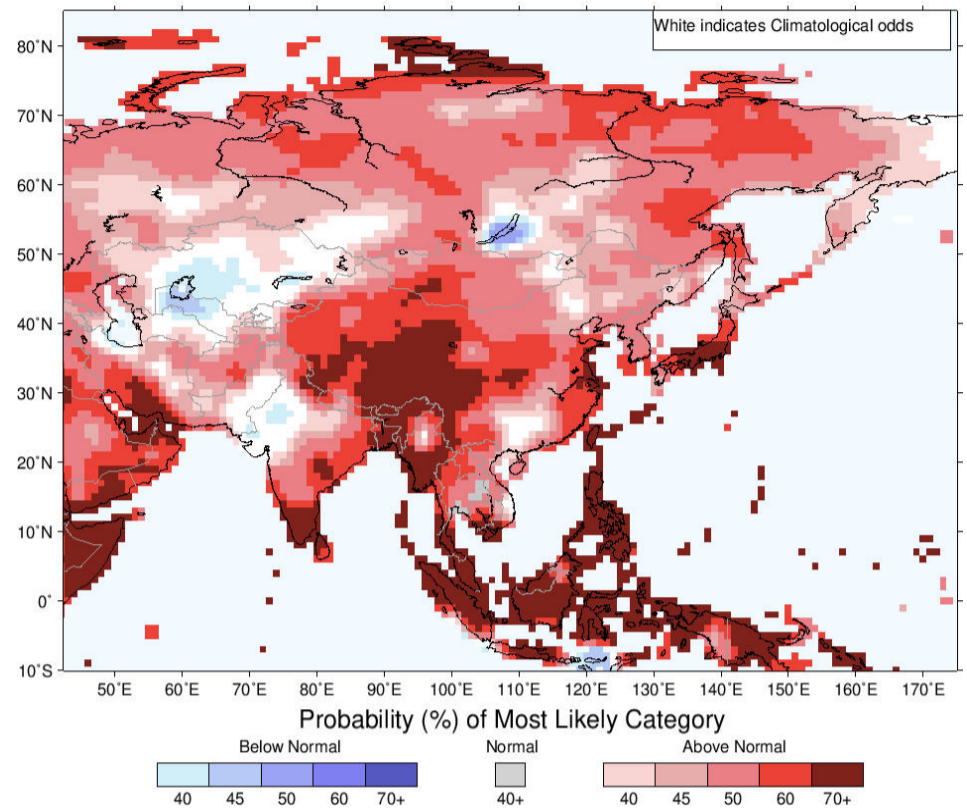 White indicates Climatological odds
80˚N
70˚N
60˚N
50˚N
40˚N
30˚N
20˚N
10˚N
0˚
10˚S
50˚E 60˚E 70˚E 80˚E 90˚E 100˚E 110˚E 120˚E 130˚E 140˚E 150˚E 160˚E 170˚E
Probability (%) of Most Likely Category
Below Normal Normal Above Normal
40 45 50 60 70+ 40+ 40 45 50 60 70+